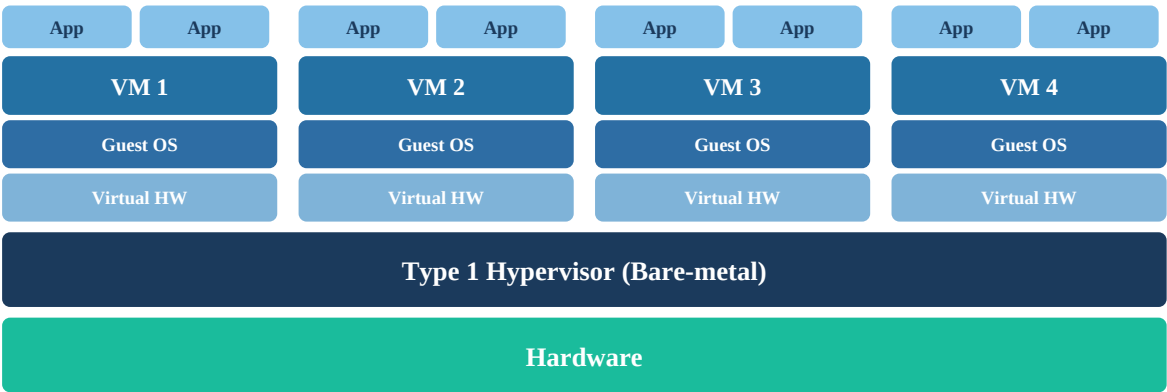 App App App App App App App App
VM 1 VM 2 VM 3 VM 4
Guest OS Guest OS Guest OS Guest OS
Virtual HW Virtual HW Virtual HW Virtual HW
Type 1 Hypervisor (Bare-metal)
Hardware